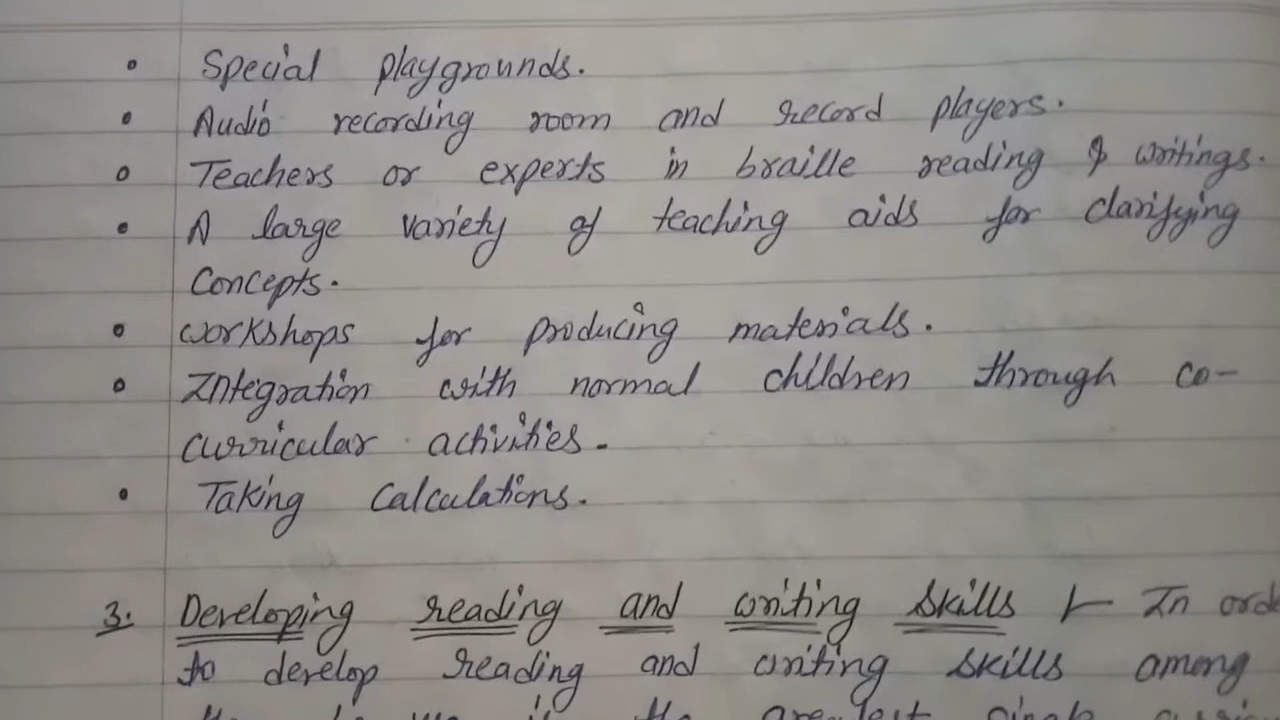 • Special playgrounds.
• Audio recording room and record players.
• Teachers or experts in braille reading & writings.
• A large variety of teaching aids for clarifying
Concepts.
• Workshops for producing materials.
• Integration with normal children through co-
curricular activities.
• Taking Calculations.
3. Developing reading and writing skills :- In ord
to develop reading and writing skills among